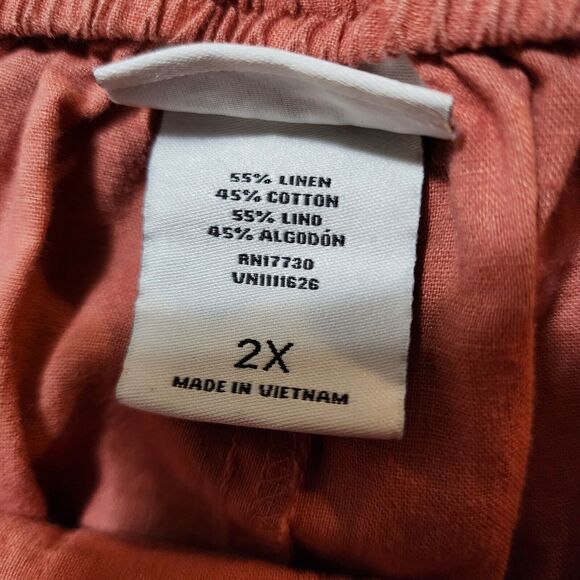 55% LINEN
45% COTTON
55% LINO
45% ALGODÓN
RN17730
VN1111626
2X
MADE IN VIETNAM